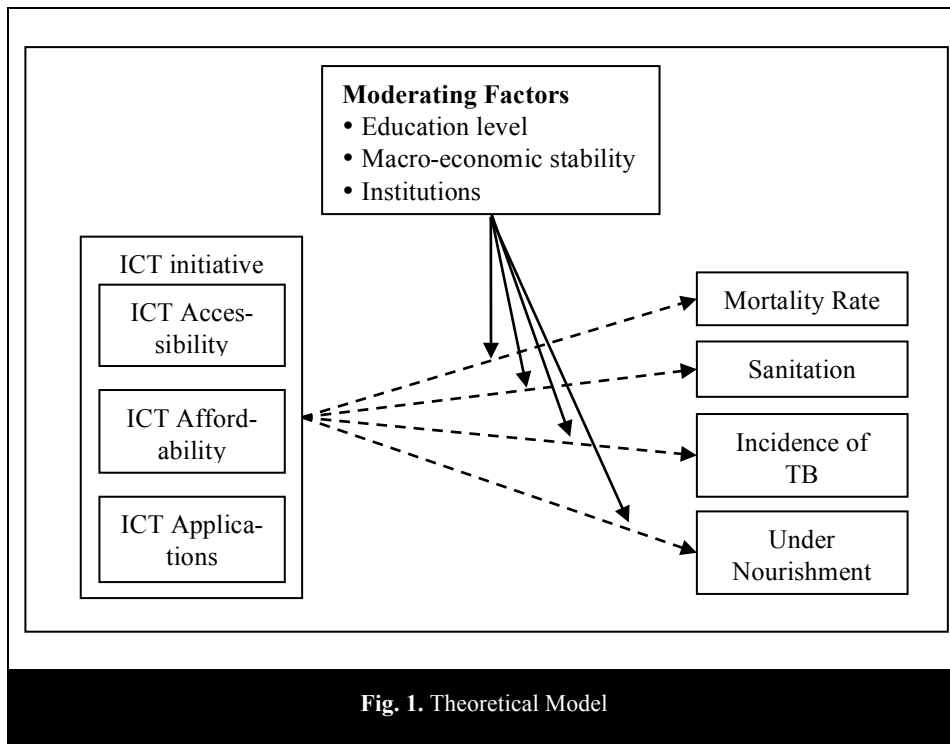 Moderating Factors
• Education level
• Macro-economic stability
• Institutions
ICT initiative
ICT Acces-
sibility
ICT Afford-
ability
ICT Applica-
tions
Mortality Rate
Sanitation
Incidence of
TB
Under
Nourishment
Fig. 1. Theoretical Model